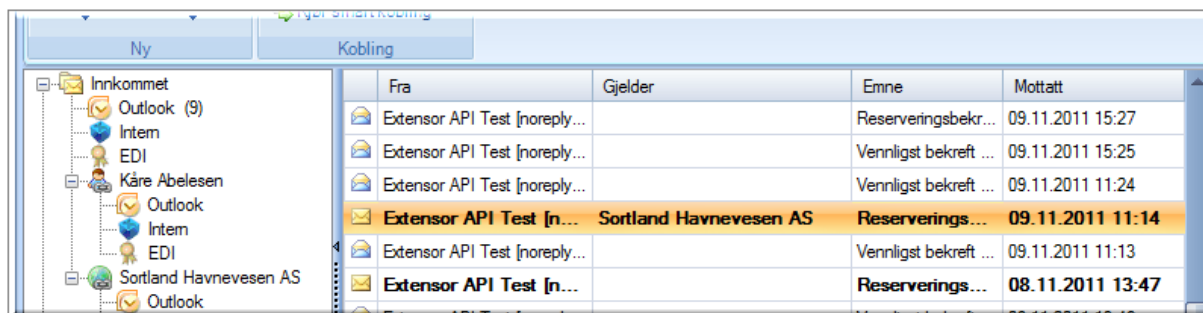 Kjør smart kobling
Ny Kobling
Innkommet
Outlook (9)
Intern
EDI
Kåre Abelesen
Outlook
Intern
EDI
Sortland Havnevesen AS
Outlook
Fra Gjelder Emne Mottatt
Extensor API Test [noreply... Reserveringsbekr... 09.11.2011 15:27
Extensor API Test [noreply... Vennligst bekreft ... 09.11.2011 15:25
Extensor API Test [noreply... Vennligst bekreft ... 09.11.2011 11:24
Extensor API Test [n... Sortland Havnevesen AS Reserverings... 09.11.2011 11:14
Extensor API Test [noreply... Vennligst bekreft ... 09.11.2011 11:13
Extensor API Test [n... Reserverings... 08.11.2011 13:47